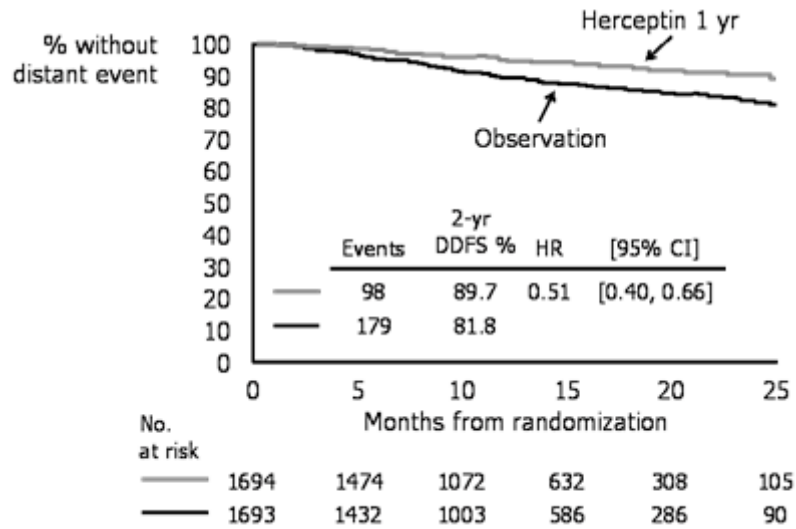 Herceptin 1 yr
% without
distant event
100
90
80
70
60
50
40
30
20
10
0
Observation
2-yr
Events DDFS % HR [95% CI]
98 89.7 0.51 [0.40, 0.66]
179 81.8
0 5 10 15 20 25
Months from randomization
No.
at risk
1694 1474 1072 632 308 105
1693 1432 1003 586 286 90